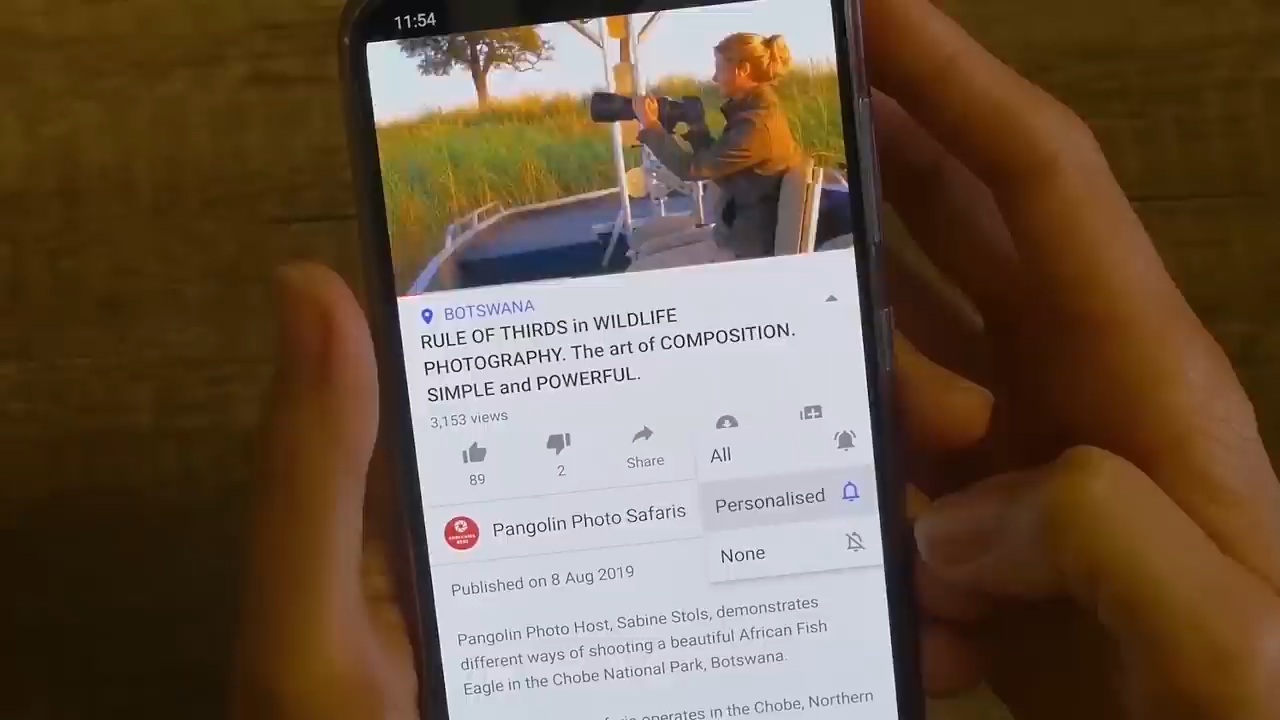 11:54
BOTSWANA
RULE OF THIRDS in WILDLIFE
PHOTOGRAPHY. The art of COMPOSITION.
SIMPLE and POWERFUL.
3,153 views
89
2
Share
All
Personalised
None
Pangolin Photo Safaris
Published on 8 Aug 2019
Pangolin Photo Host, Sabine Stols, demonstrates
different ways of shooting a beautiful African Fish
Eagle in the Chobe National Park, Botswana.
operates in the Chobe, Northern